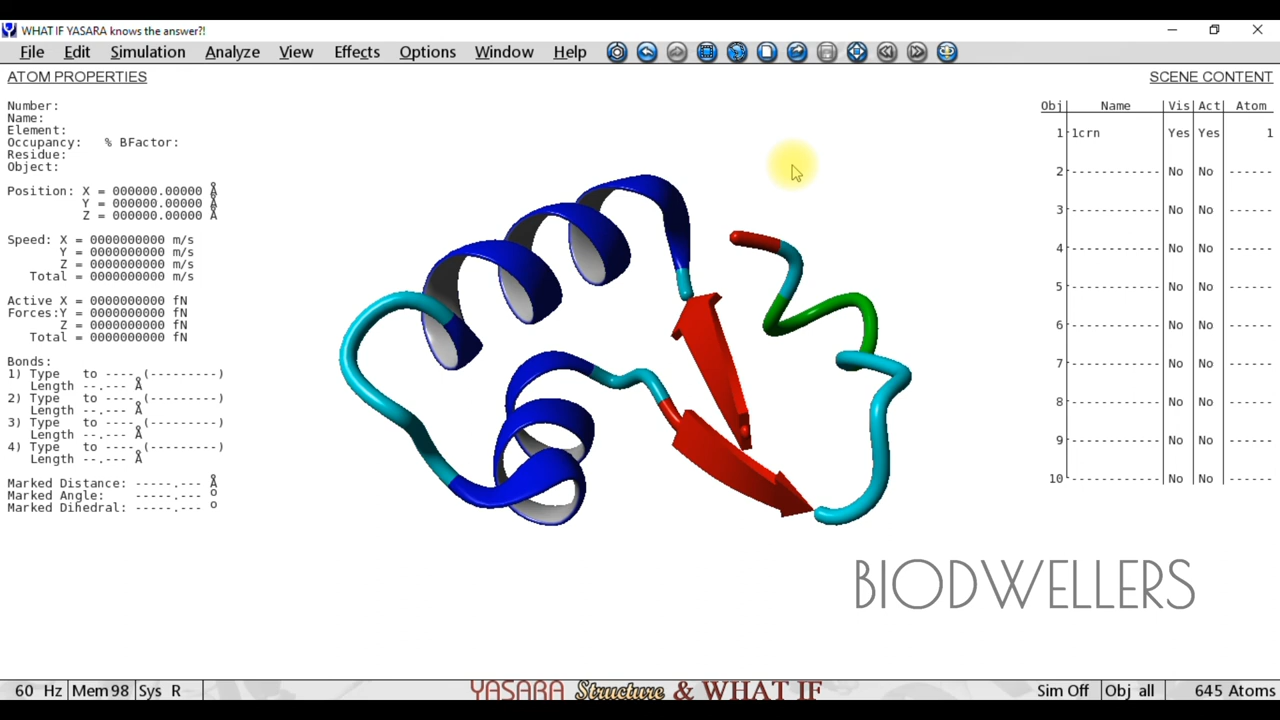 WHAT IF YASARA knows the answer?!
File Edit Simulation Analyze View Effects Options Window Help
ATOM PROPERTIES
Number:
Name:
Element:
Occupancy: % BFactor:
Residue:
Object:
Position: X = 000000.00000 Å
Y = 000000.00000 Å
Z = 000000.00000 Å
Speed: X = 0000000000 m/s
Y = 0000000000 m/s
Z = 0000000000 m/s
Total = 0000000000 m/s
Active X = 0000000000 fN
Forces:Y = 0000000000 fN
Z = 0000000000 fN
Total = 0000000000 fN
Bonds:
1) Type to ----.(--------)
Length --.--- Å
2) Type to ----.(--------)
Length --.--- Å
3) Type to ----.(--------)
Length --.--- Å
4) Type to ----.(--------)
Length --.--- Å
Marked Distance: -----.--- Å
Marked Angle: -----.--- o
Marked Dihedral: -----.--- o
SCENE CONTENT
Obj Name Vis Act Atom
1 1crn Yes Yes 1
2 ------------ No No ------
3 ------------ No No ------
4 ------------ No No ------
5 ------------ No No ------
6 ------------ No No ------
7 ------------ No No ------
8 ------------ No No ------
9 ------------ No No ------
10 ------------ No No ------
BIODWELLERS
60 Hz Mem 98 Sys R YASARA Structure & WHAT IF Sim Off Obj all 645 Atoms